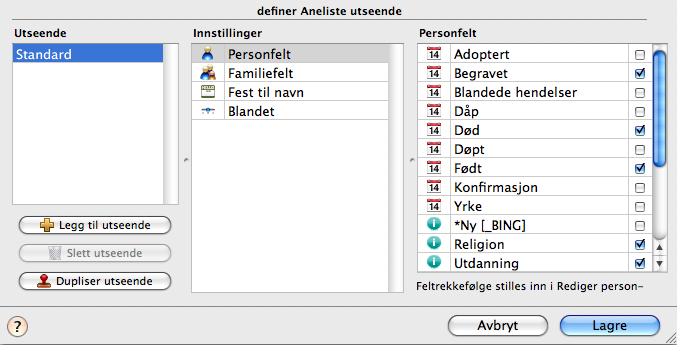 definer Aneliste utseende
Utseende
Standard
Legg til utseende
Slett utseende
Dupliser utseende
Innstillinger
Personfelt
Familiefelt
Fest til navn
Blandet
Personfelt
14 Adoptert
14 Begravet
14 Blandede hendelser
14 Dåp
14 Død
14 Døpt
14 Født
14 Konfirmasjon
14 Yrke
i *Ny [_BING]
i Religion
i Utdanning
Feltrekkefølge stilles inn i Rediger person-
?
Avbryt
Lagre